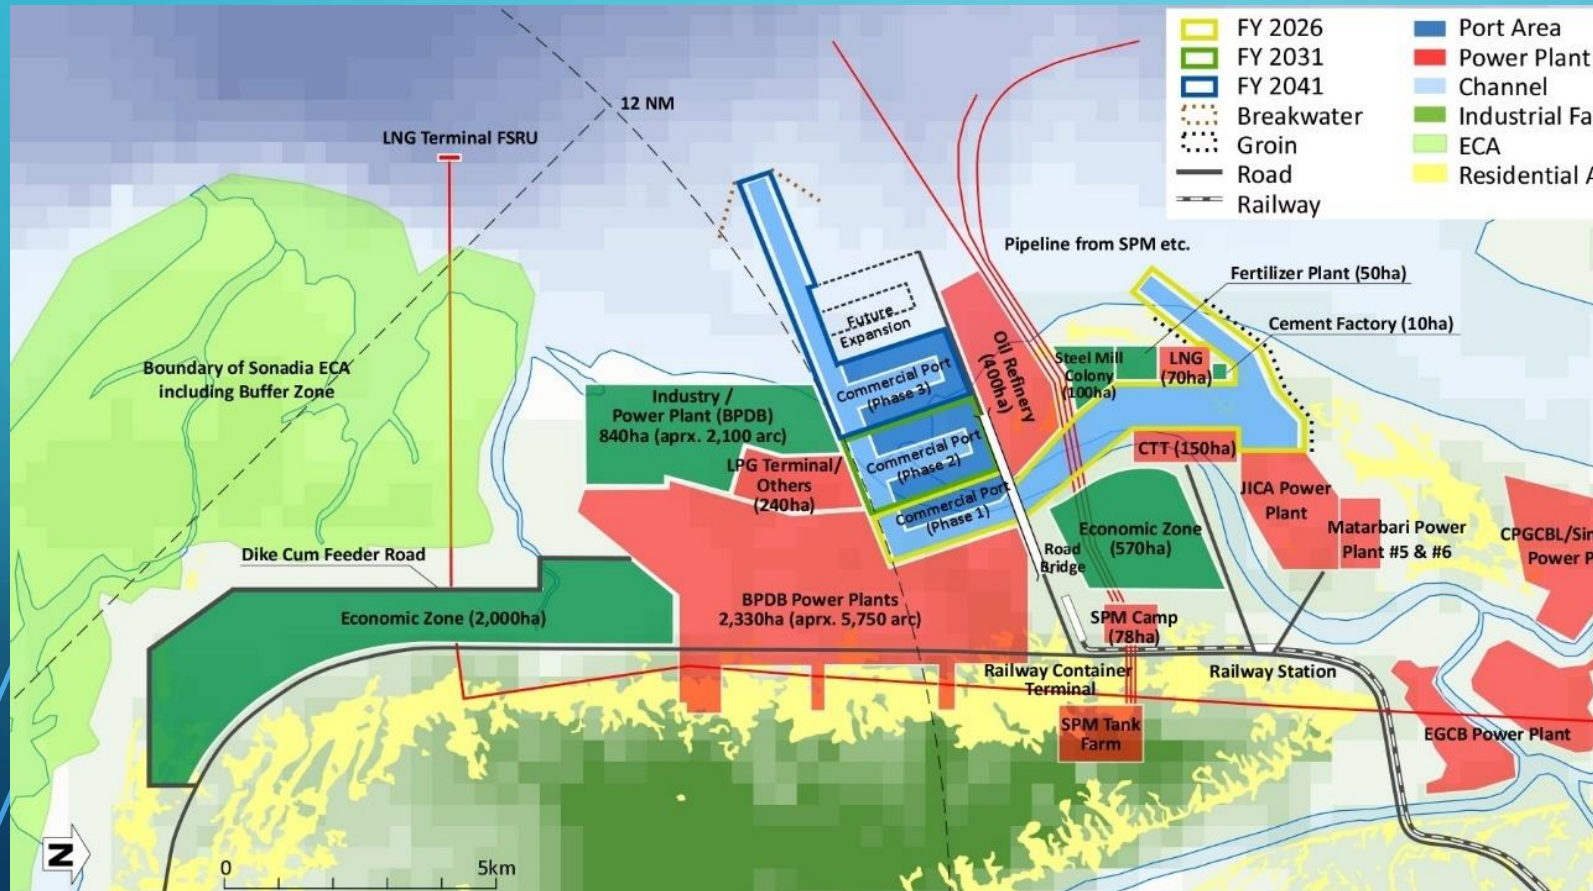 FY 2026
FY 2031
FY 2041
Breakwater
Groin
Road
Railway
Port Area
Power Plant
Channel
Industrial Fa
ECA
Residential A
12 NM
LNG Terminal FSRU
Pipeline from SPM etc.
Fertilizer Plant (50ha)
Cement Factory (10ha)
Future
Expansion
Oil Refinery
(400ha)
Steel Mill
Colony
(100ha)
LNG
(70ha)
Boundary of Sonadia ECA
including Buffer Zone
Commercial Port
(Phase 3)
Industry /
Power Plant (BPDB)
840ha (aprx. 2,100 arc)
Commercial Port
(Phase 2)
CTT (150ha)
LPG Terminal/
Others
(240ha)
Commercial Port
(Phase 1)
JICA Power
Plant
Matarbari Power
Plant #5 & #6
CPGCBL/Sin
Power P
Economic Zone
(570ha)
Dike Cum Feeder Road
Road
Bridge
Economic Zone (2,000ha)
BPDB Power Plants
2,330ha (aprx. 5,750 arc)
SPM Camp
(78ha)
Railway Container
Terminal
Railway Station
SPM Tank
Farm
EGCB Power Plant
N
0
5km